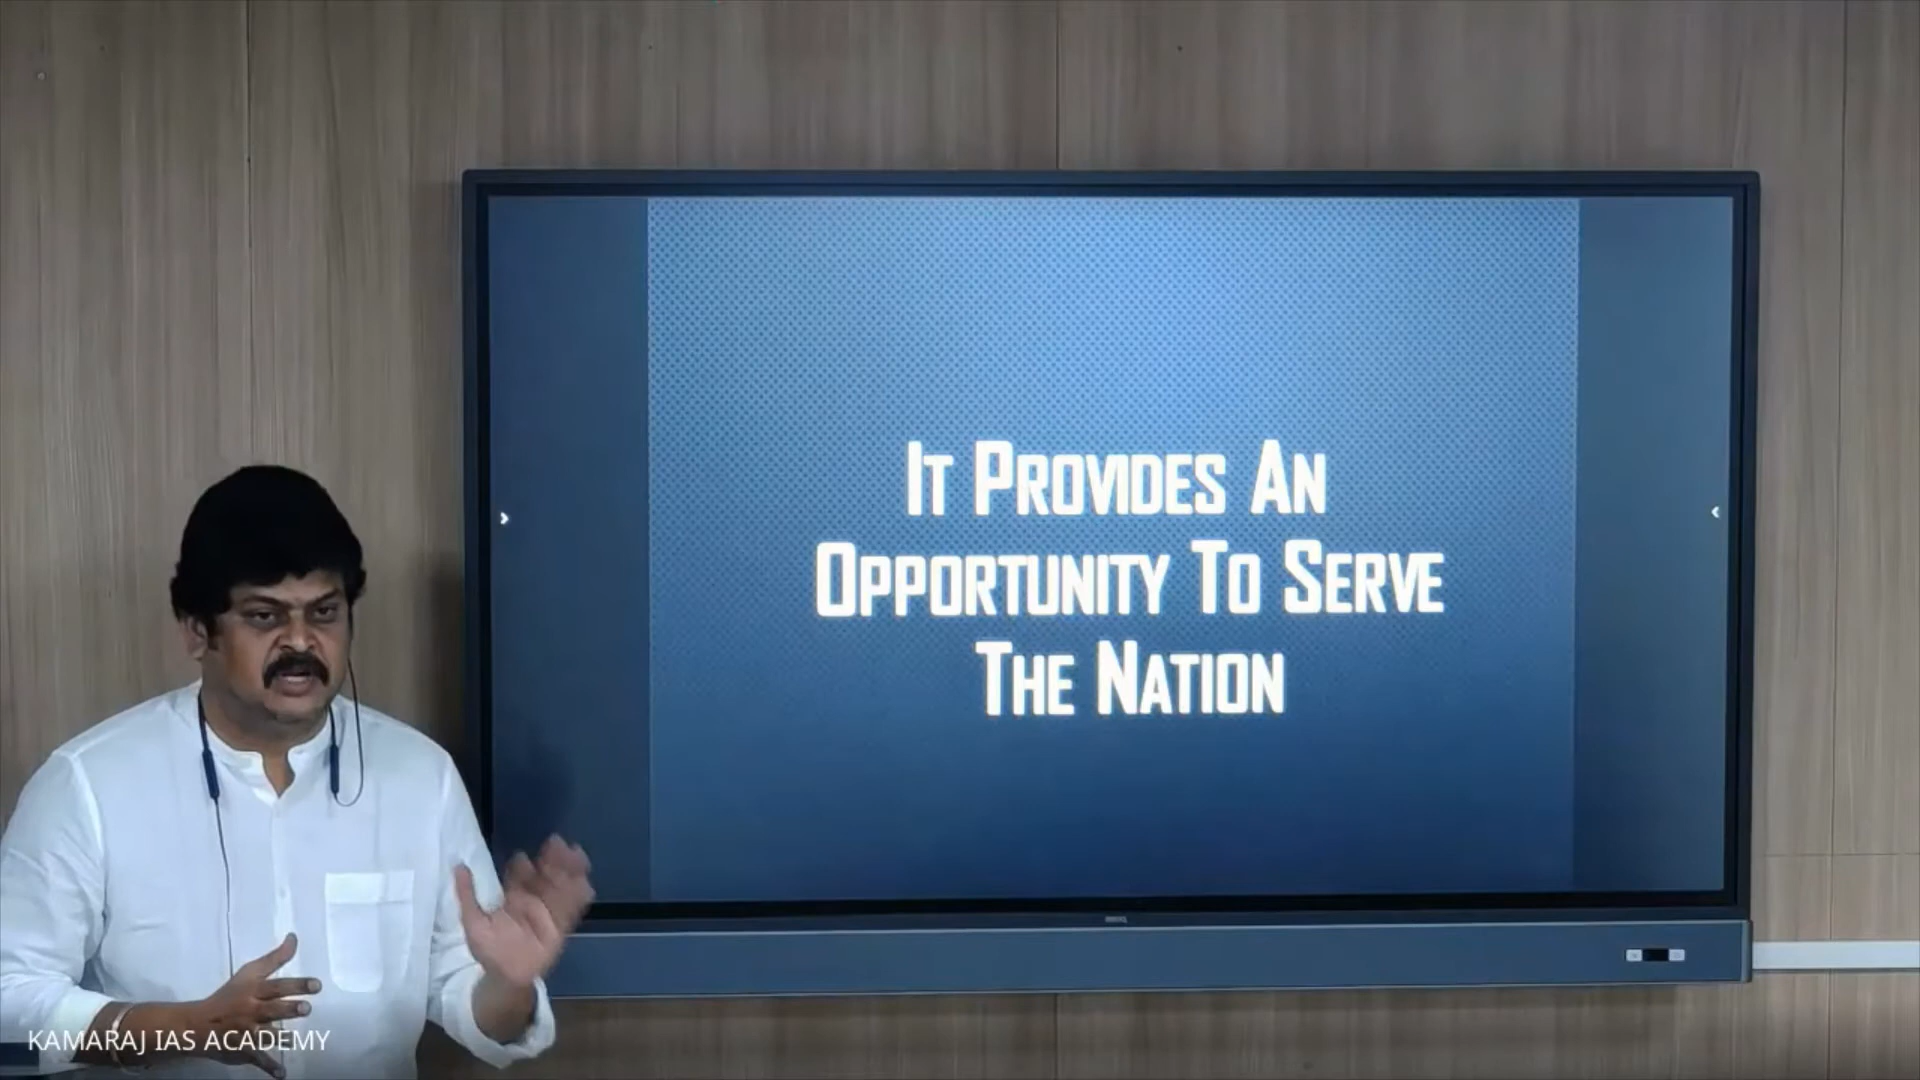 It Provides An
Opportunity To Serve
The Nation
KAMARAJ IAS ACADEMY